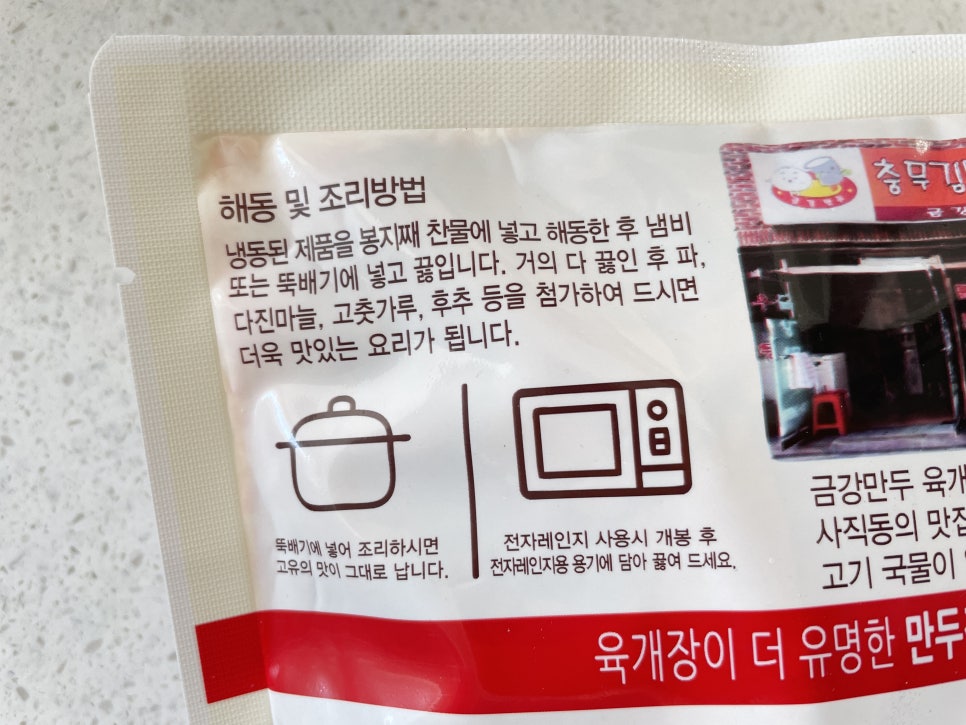 해동 및 조리방법
냉동된 제품을 봉지째 찬물에 넣고 해동한 후 냄비
또는 뚝배기에 넣고 끓입니다. 거의 다 끓인 후 파,
다진마늘, 고춧가루, 후추 등을 첨가하여 드시면
더욱 맛있는 요리가 됩니다.
뚝배기에 넣어 조리하시면
고유의 맛이 그대로 납니다.
전자레인지 사용시 개봉 후
전자레인지용 용기에 담아 끓여 드세요.
충무김
금강
금강만두 육개
사직동의 맛집
고기 국물이
육개장이 더 유명한 만두